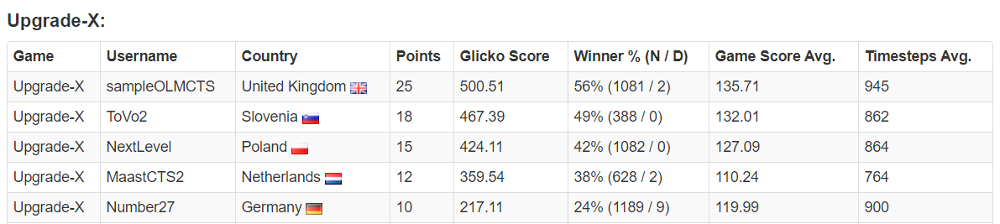 Upgrade-X:
Game Username Country Points Glicko Score Winner % (N / D) Game Score Avg. Timesteps Avg.
Upgrade-X sampleOLMCTS United Kingdom 25 500.51 56% (1081 / 2) 135.71 945
Upgrade-X ToVo2 Slovenia 18 467.39 49% (388 / 0) 132.01 862
Upgrade-X NextLevel Poland 15 424.11 42% (1082 / 0) 127.09 864
Upgrade-X MaastCTS2 Netherlands 12 359.54 38% (628 / 2) 110.24 764
Upgrade-X Number27 Germany 10 217.11 24% (1189 / 9) 119.99 900